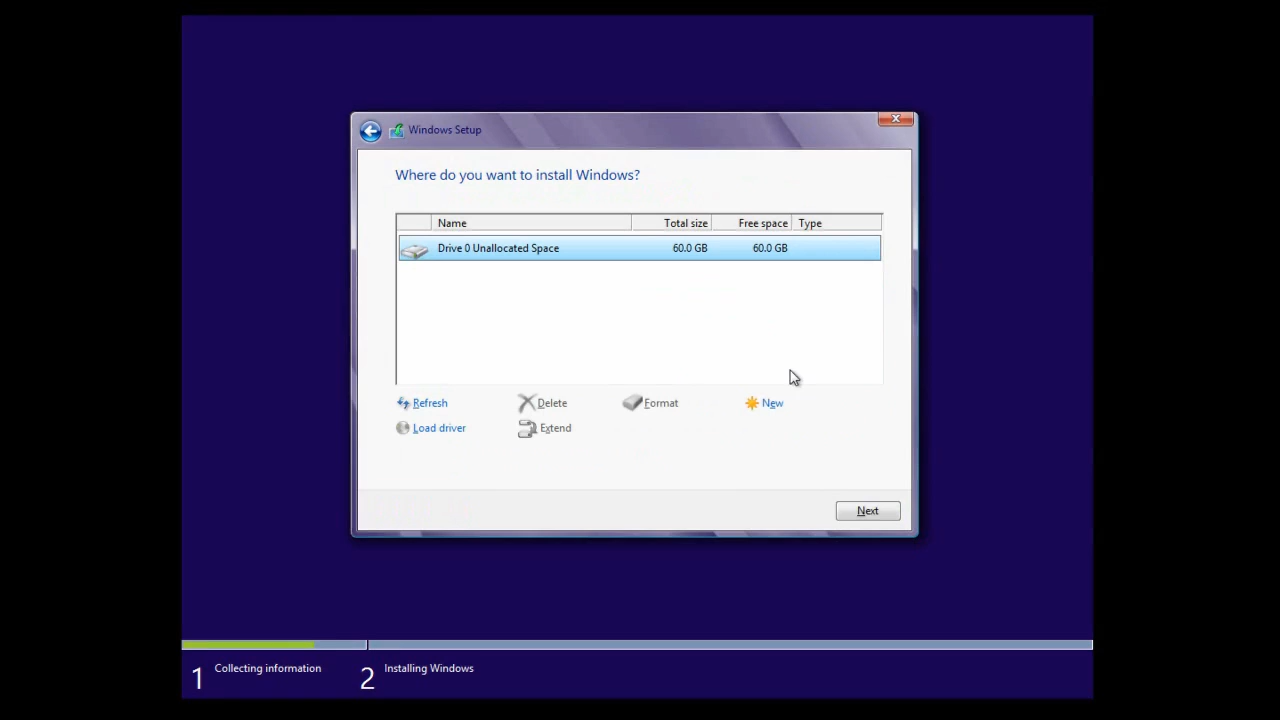 Windows Setup
Where do you want to install Windows?
Name Total size Free space Type
Drive 0 Unallocated Space 60.0 GB 60.0 GB
Refresh Delete Format New
Load driver Extend
Next
1 Collecting information 2 Installing Windows